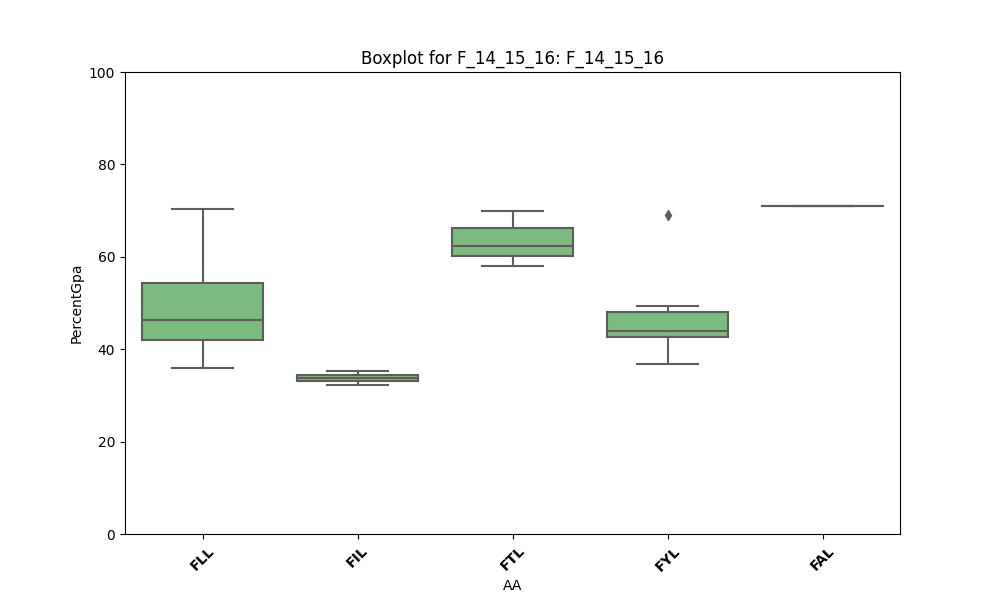 Boxplot for F_14_15_16: F_14_15_16
100
80
60
40
20
0
PercentGpa
FLL
FIL
FTL
FYL
FAL
AA